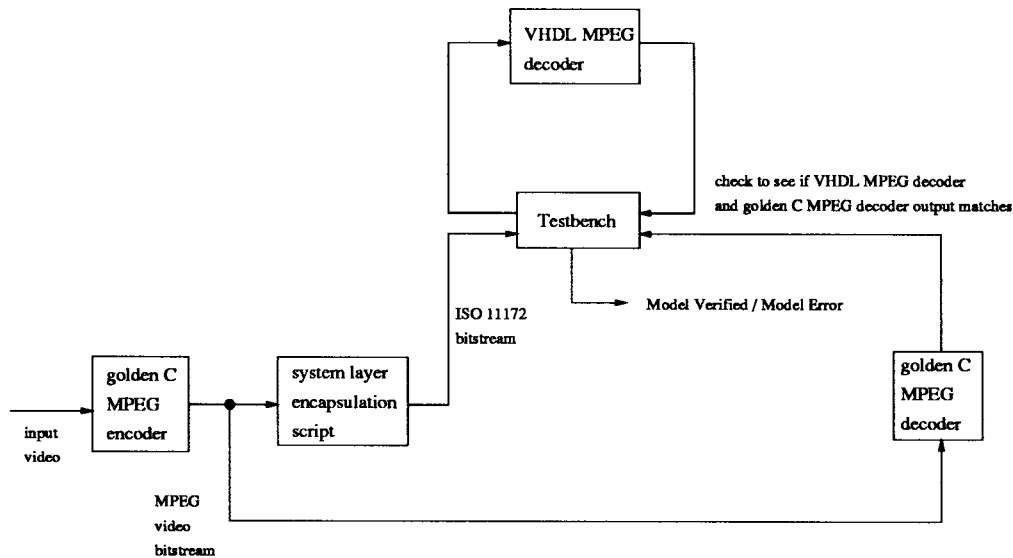 VHDL MPEG
decoder
check to see if VHDL MPEG decoder
and golden C MPEG decoder output matches
Testbench
Model Verified / Model Error
ISO 11172
bitstream
golden C
MPEG
encoder
system layer
encapsulation
script
golden C
MPEG
decoder
input
video
MPEG
video
bitstream